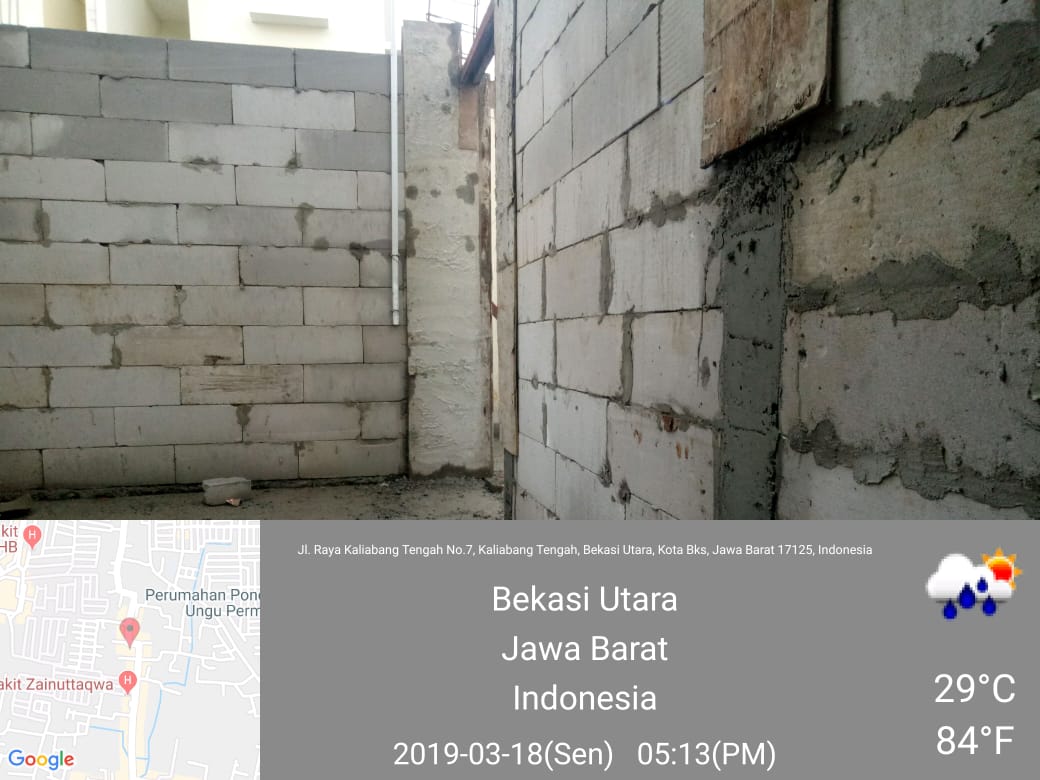 Jl. Raya Kaliabang Tengah No.7, Kaliabang Tengah, Bekasi Utara, Kota Bks, Jawa Barat 17125, Indonesia
Bekasi Utara
Jawa Barat
Indonesia
2019-03-18(Sen) 05:13(PM)
29°C
84°F
kit
HB
H
Perumahan Pon
Ungu Perm
akit Zainuttaqwa
H
Google